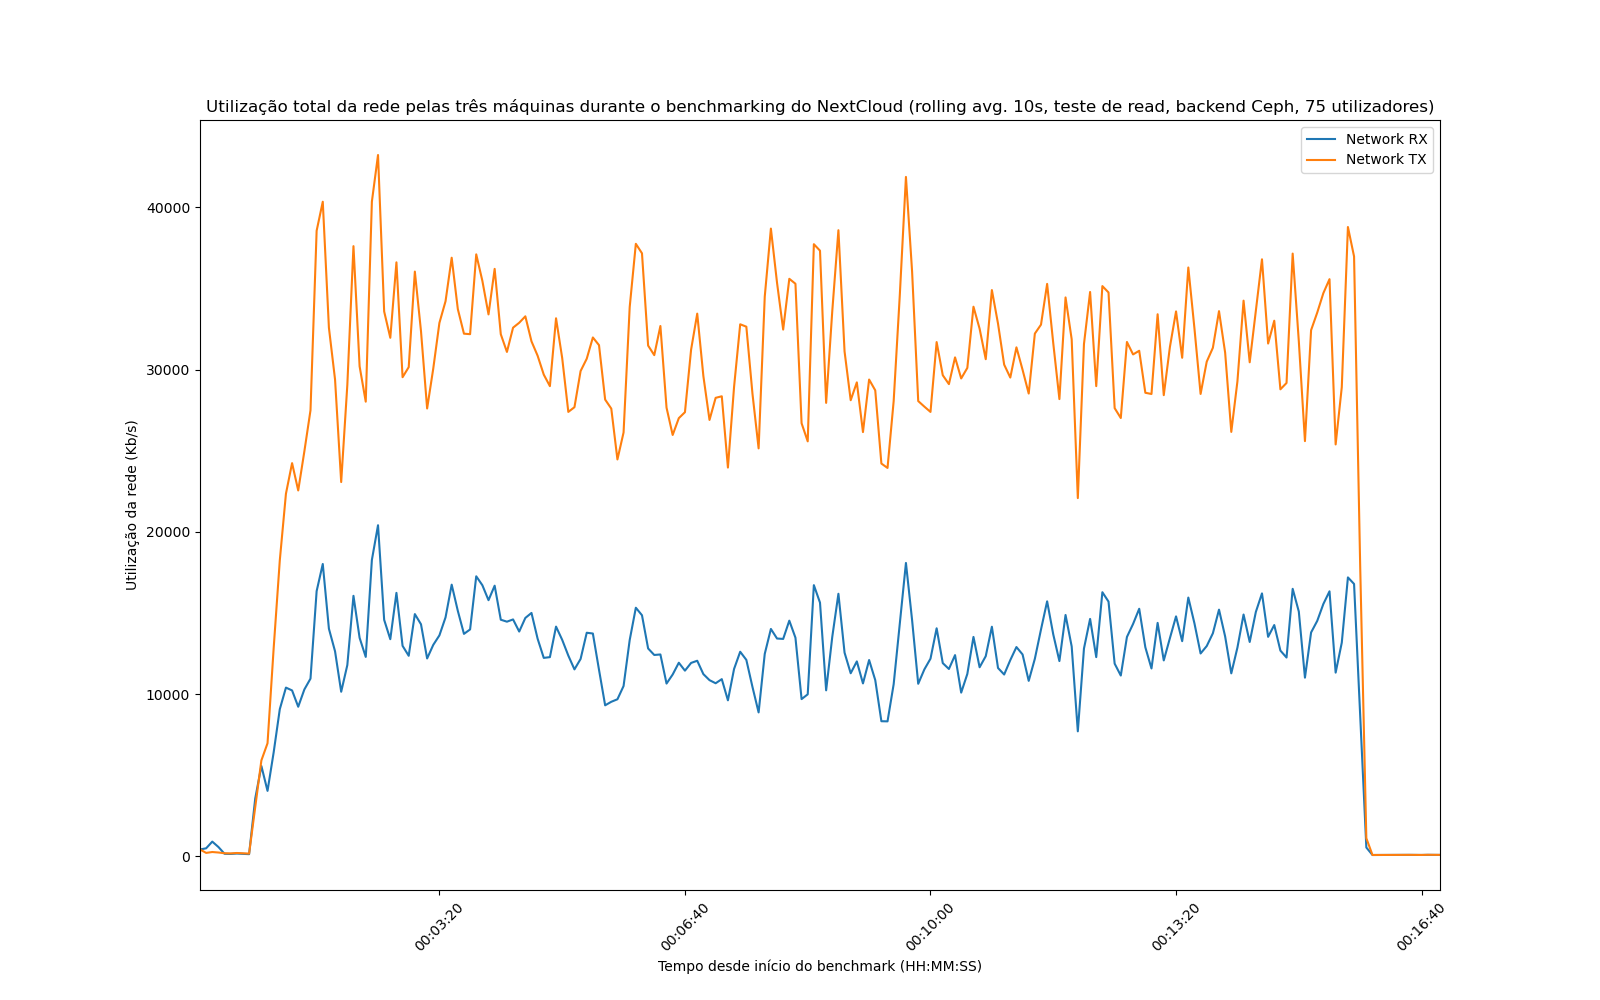 Utilização total da rede pelas três máquinas durante o benchmarking do NextCloud (rolling avg. 10s, teste de read, backend Ceph, 75 utilizadores)
Network RX
Network TX
Utilização da rede (Kb/s)
40000
30000
20000
10000
0
00:03:20
00:06:40
00:10:00
00:13:20
00:16:40
Tempo desde início do benchmark (HH:MM:SS)